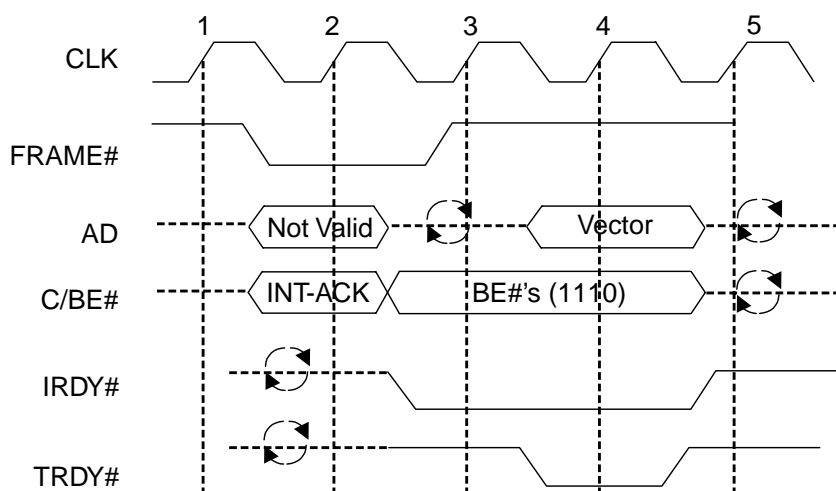 1 2 3 4 5
CLK
FRAME#
AD Not Valid Vector
C/BE# INT-ACK BE#'s (1110)
IRDY#
TRDY#